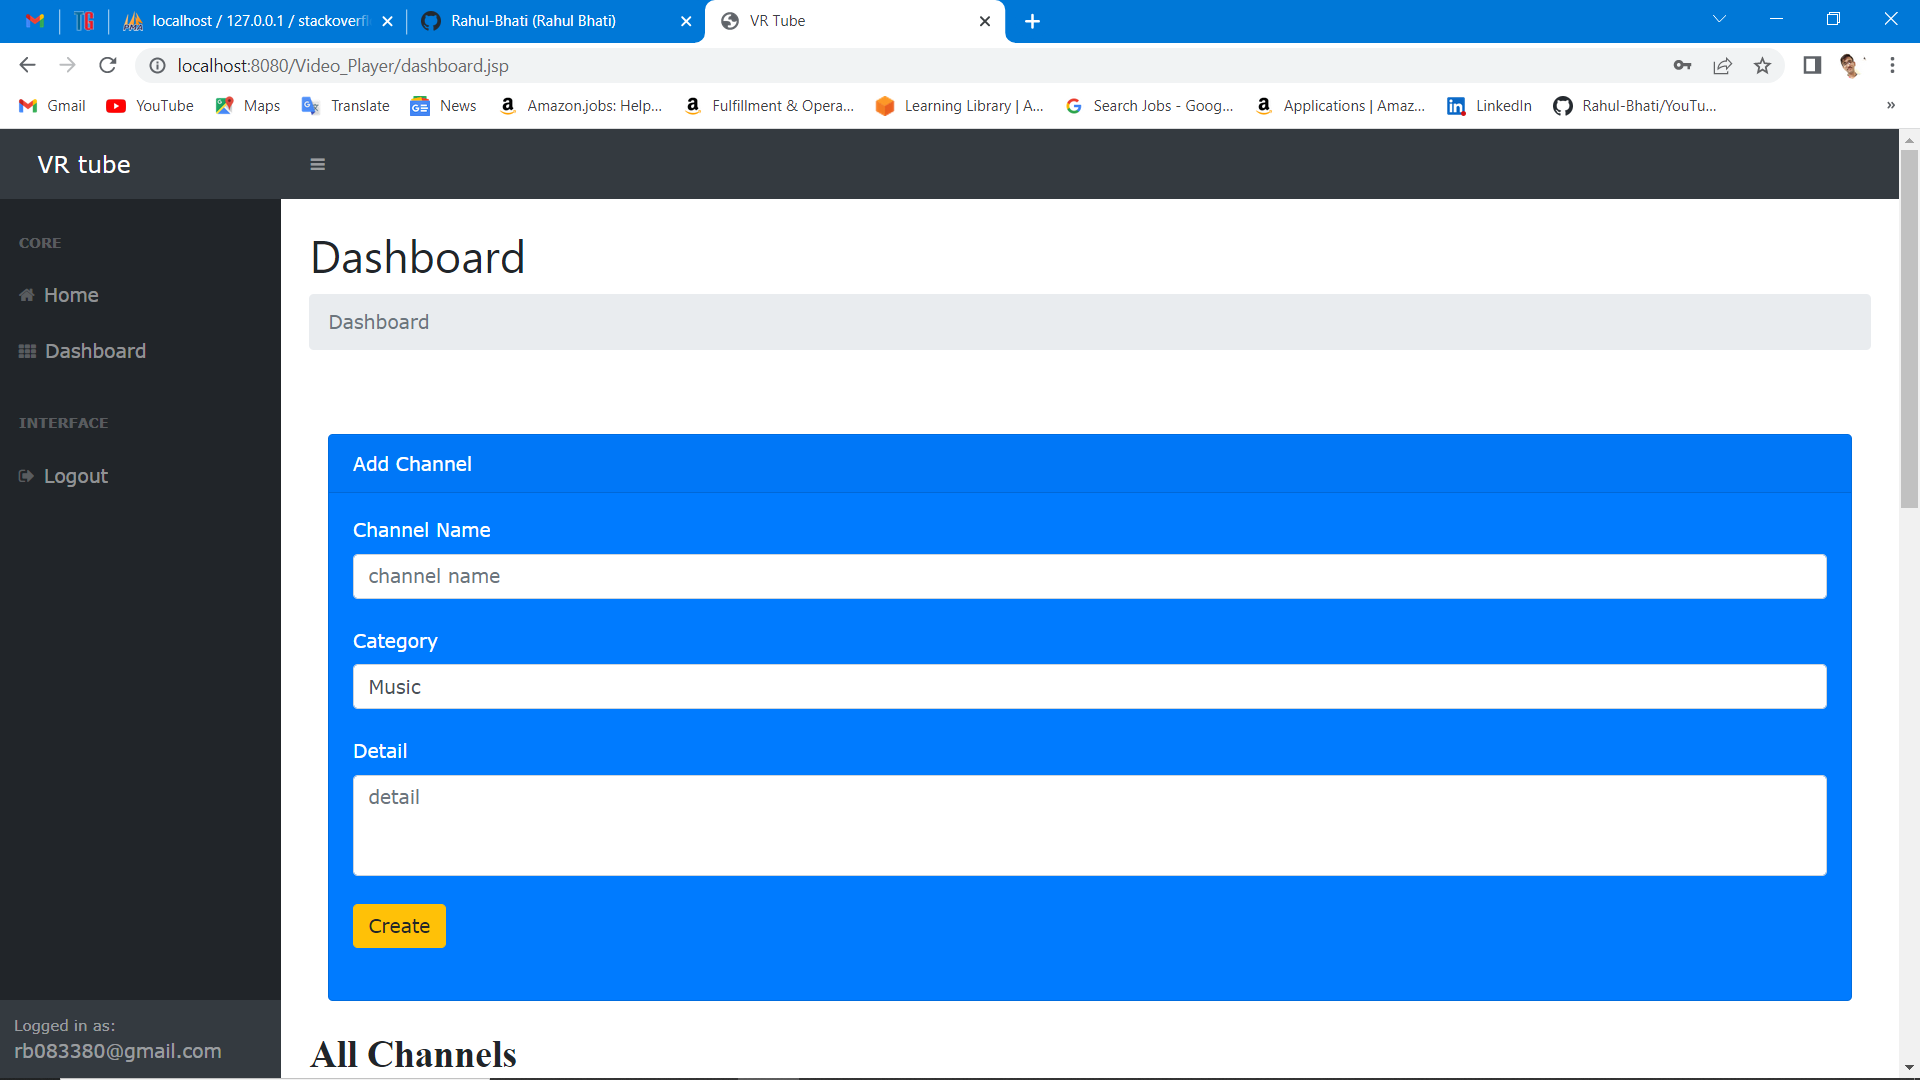 localhost / 127.0.0.1 / stackoverfl
Rahul-Bhati (Rahul Bhati)
VR Tube
localhost:8080/Video_Player/dashboard.jsp
Gmail
YouTube
Maps
Translate
News
Amazon.jobs: Help...
Fulfillment & Opera...
Learning Library | A...
Search Jobs - Goog...
Applications | Amaz...
LinkedIn
Rahul-Bhati/YouTu...
VR tube
CORE
Home
Dashboard
INTERFACE
Logout
Logged in as:
rb083380@gmail.com
Dashboard
Dashboard
Add Channel
Channel Name
channel name
Category
Music
Detail
detail
Create
All Channels